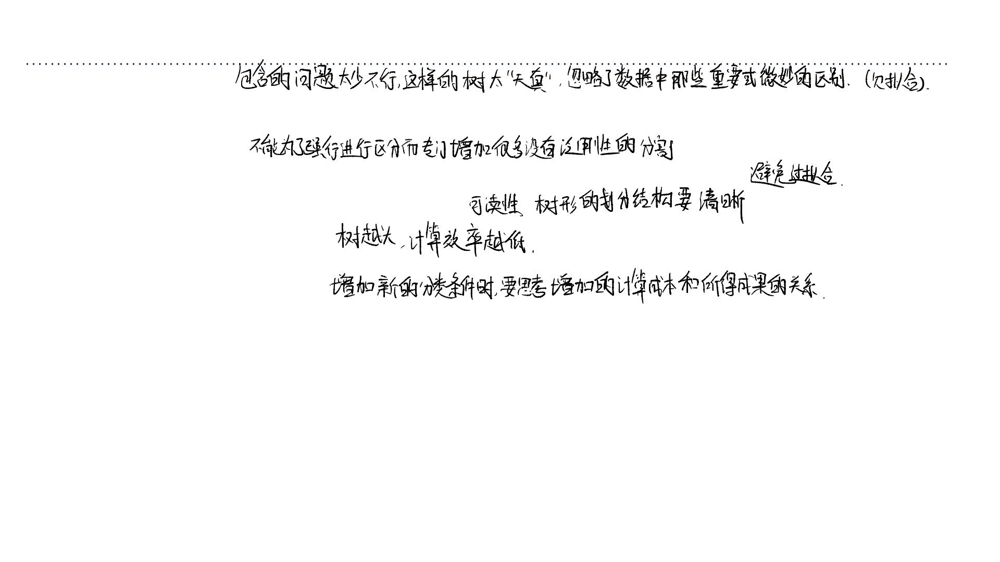 包含的问题太少不行,这样的树太“天真”,忽略了数据中那些重要或微妙的区别.(欠拟合).
不能为了强行进行区分而专门增加很多没有泛用性的分割
避免过拟合.
可读性、树形的划分结构要清晰
树越大,计算效率越低.
增加新的分类条件时,要思考增加的计算成本和所得成果的关系.